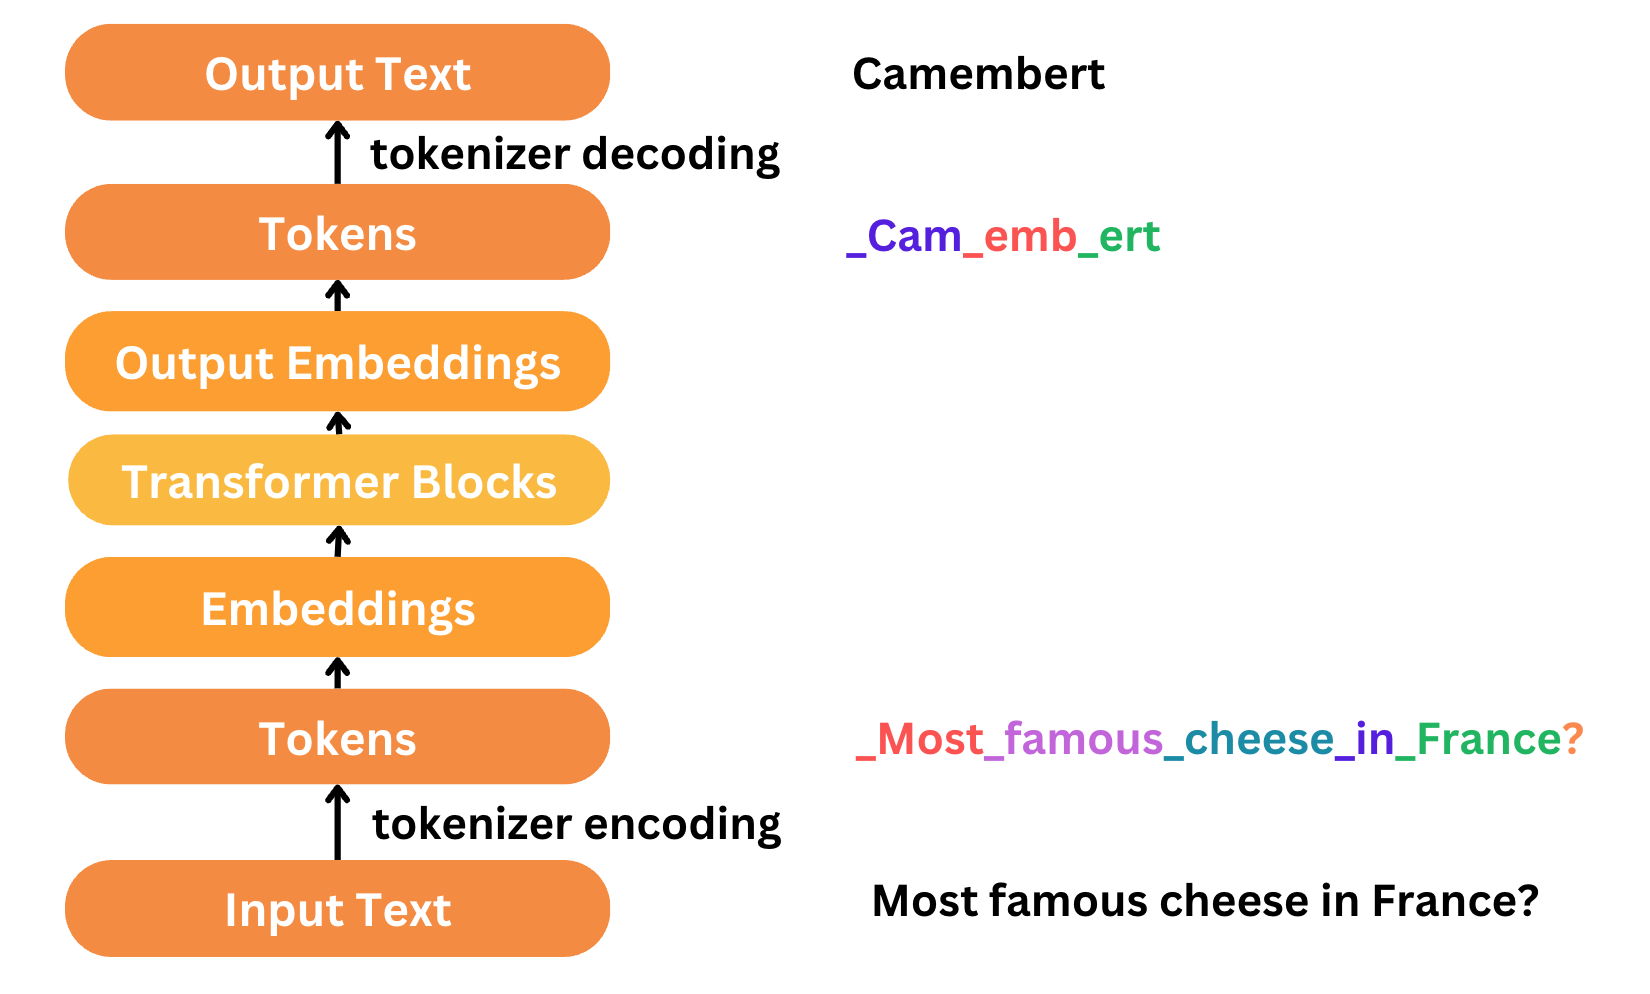 Output Text
Camembert
tokenizer decoding
Tokens
_Cam_emb_ert
Output Embeddings
Transformer Blocks
Embeddings
Tokens
_Most_famous_cheese_in_France?
tokenizer encoding
Input Text
Most famous cheese in France?